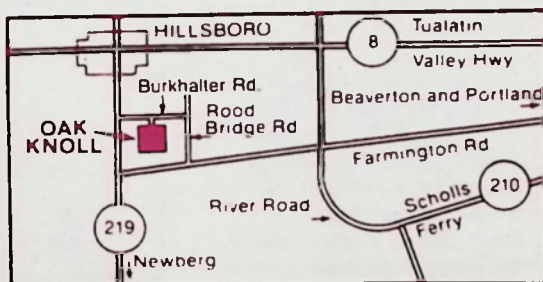 HILLSBORO
8
Tualatin
Valley Hwy
Burkhalter Rd.
Rood
Bridge Rd
Beaverton and Portland
OAK
KNOLL
Farmington Rd
River Road
Scholls
Ferry
210
219
Newberg